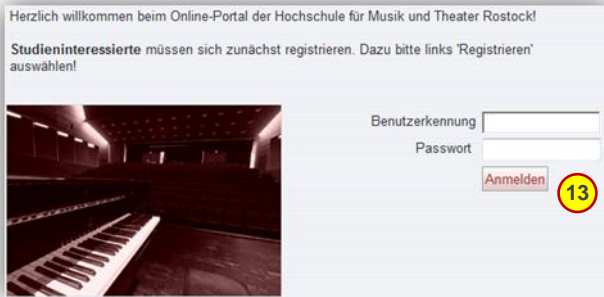 Herzlich willkommen beim Online-Portal der Hochschule für Musik und Theater Rostock!
Studieninteressierte müssen sich zunächst registrieren. Dazu bitte links 'Registrieren'
auswählen!
Benutzerkennung
Passwort
Anmelden
13